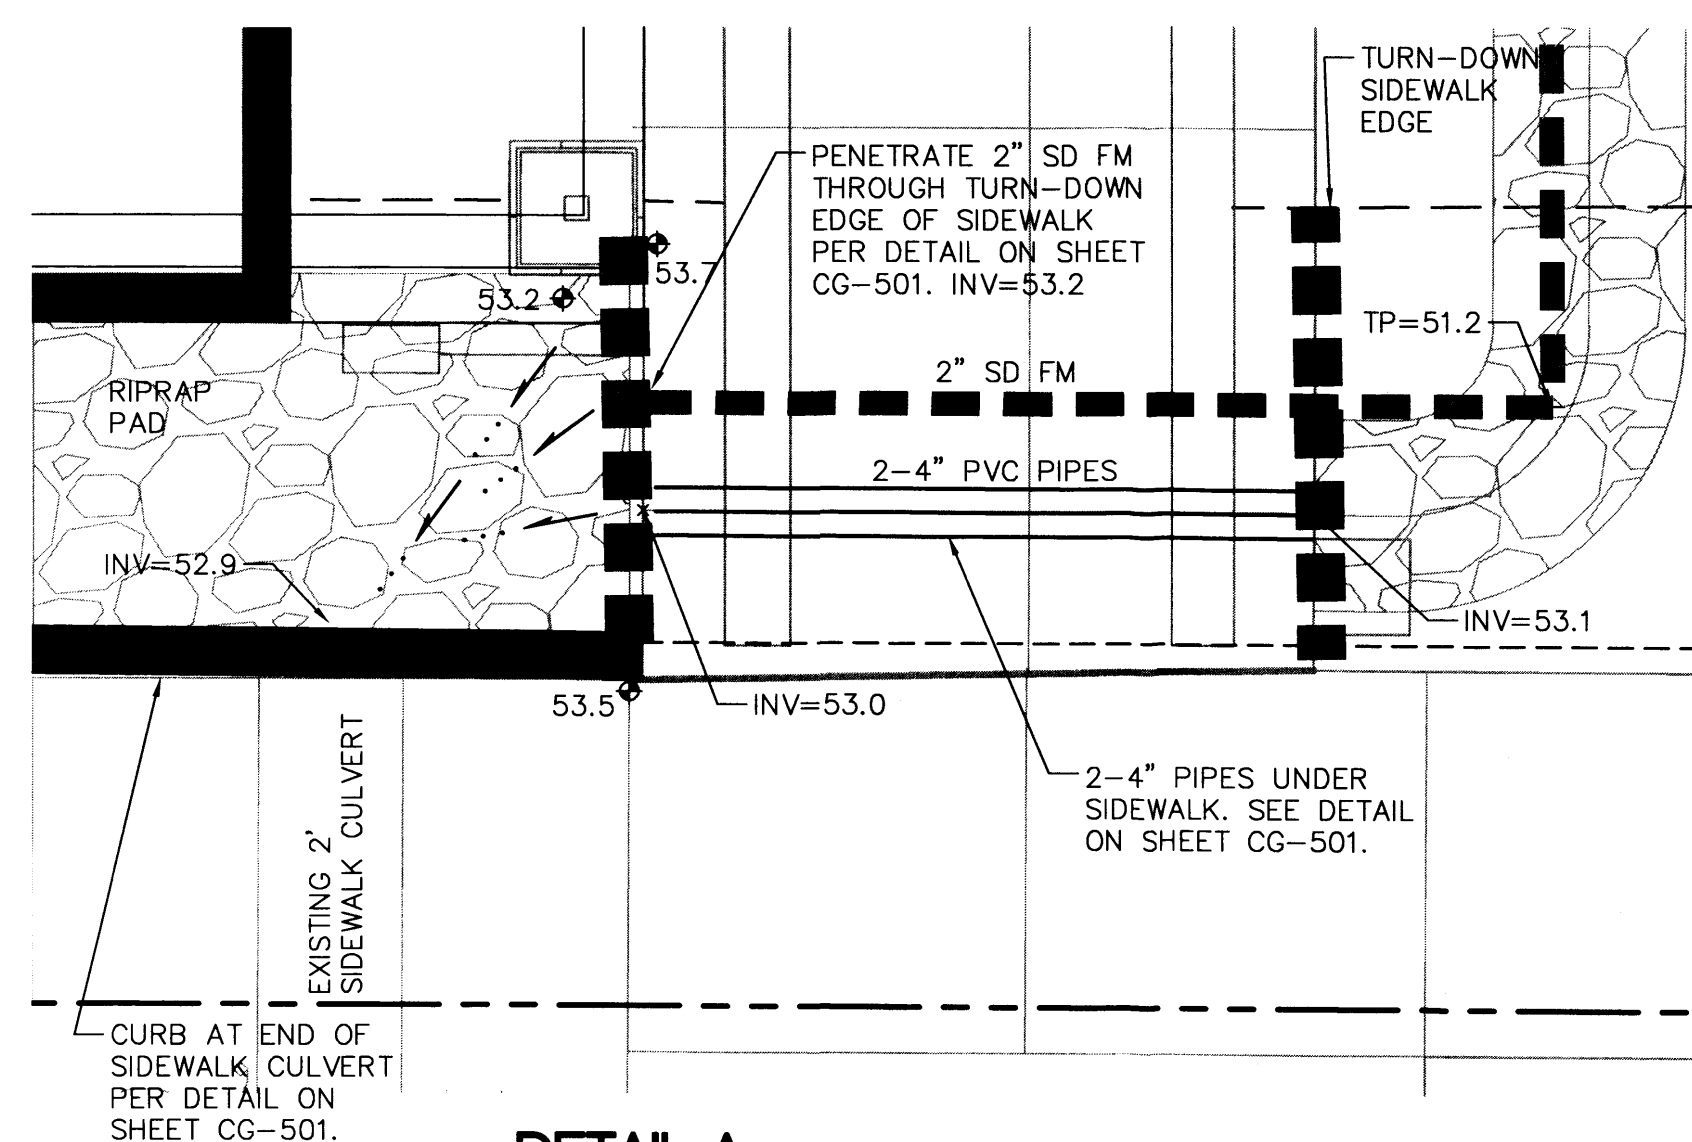 TURN-DOWN
SIDEWALK
EDGE
PENETRATE 2" SD FM
THROUGH TURN-DOWN
EDGE OF SIDEWALK
PER DETAIL ON SHEET
CG-501. INV=53.2
53.7
53.2
TP=51.2
2" SD FM
RIPRAP
PAD
2-4" PVC PIPES
INV=52.9
INV=53.1
53.5
INV=53.0
EXISTING 2'
SIDEWALK CULVERT
2-4" PIPES UNDER
SIDEWALK. SEE DETAIL
ON SHEET CG-501.
CURB AT END OF
SIDEWALK CULVERT
PER DETAIL ON
SHEET CG-501.
DETAIL A